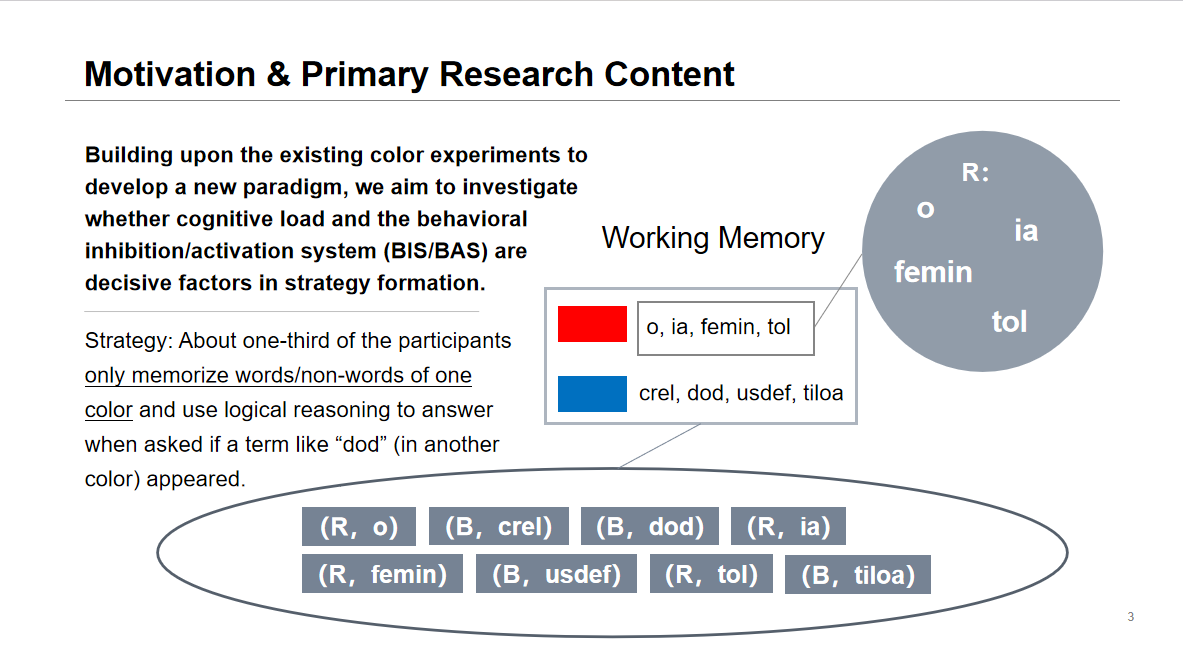 Motivation & Primary Research Content
Building upon the existing color experiments to
develop a new paradigm, we aim to investigate
whether cognitive load and the behavioral
inhibition/activation system (BIS/BAS) are
decisive factors in strategy formation.
Strategy: About one-third of the participants
only memorize words/non-words of one
color and use logical reasoning to answer
when asked if a term like “dod” (in another
color) appeared.
Working Memory
o, ia, femin, tol
crel, dod, usdef, tiloa
R:
o
ia
femin
tol
(R, o) (B, crel) (B, dod) (R, ia)
(R, femin) (B, usdef) (R, tol) (B, tiloa)
3